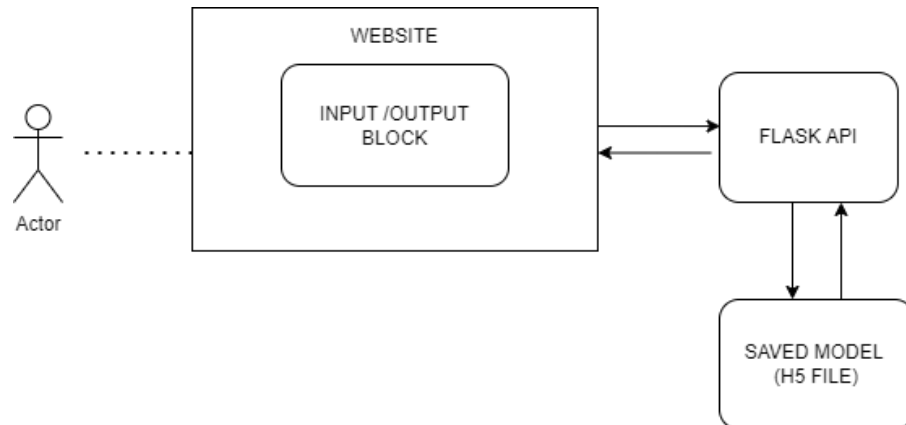 WEBSITE
INPUT /OUTPUT
BLOCK
FLASK API
Actor
SAVED MODEL
(H5 FILE)